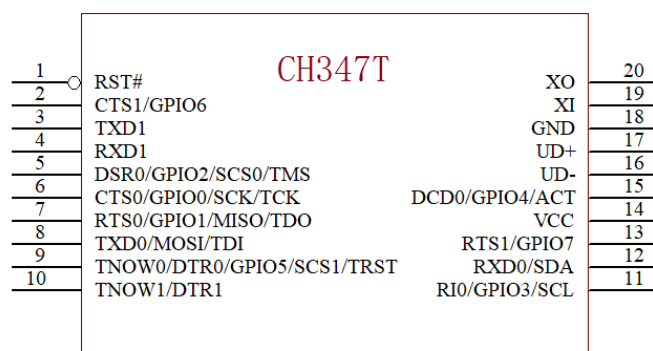 CH347T
1 RST# XO 20
2 CTS1/GPIO6 XI 19
3 TXD1 GND 18
4 RXD1 UD+ 17
5 DSR0/GPIO2/SCS0/TMS UD- 16
6 CTS0/GPIO0/SCK/TCK DCD0/GPIO4/ACT 15
7 RTS0/GPIO1/MISO/TDO VCC 14
8 TXD0/MOSI/TDI RTS1/GPIO7 13
9 TNOW0/DTR0/GPIO5/SCS1/TRST RXD0/SDA 12
10 TNOW1/DTR1 RI0/GPIO3/SCL 11